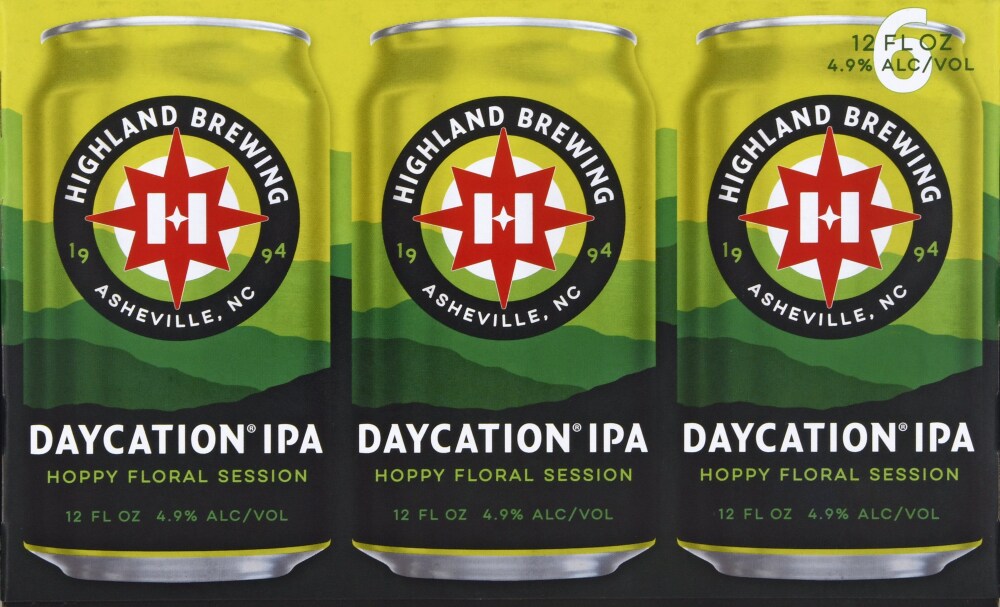 6
12 FL OZ
4.9% ALC/VOL
HIGHLAND BREWING
H
19 94
ASHEVILLE, NC
DAYCATION® IPA
HOPPY FLORAL SESSION
12 FL OZ 4.9% ALC/VOL
HIGHLAND BREWING
H
19 94
ASHEVILLE, NC
DAYCATION® IPA
HOPPY FLORAL SESSION
12 FL OZ 4.9% ALC/VOL
HIGHLAND BREWING
H
19 94
ASHEVILLE, NC
DAYCATION® IPA
HOPPY FLORAL SESSION
12 FL OZ 4.9% ALC/VOL